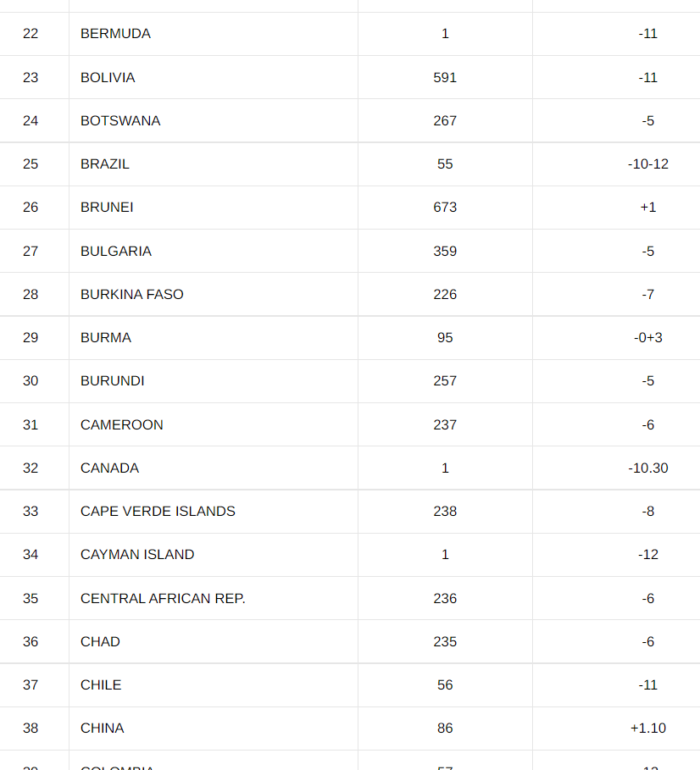 22 BERMUDA 1 -11
23 BOLIVIA 591 -11
24 BOTSWANA 267 -5
25 BRAZIL 55 -10-12
26 BRUNEI 673 +1
27 BULGARIA 359 -5
28 BURKINA FASO 226 -7
29 BURMA 95 -0+3
30 BURUNDI 257 -5
31 CAMEROON 237 -6
32 CANADA 1 -10.30
33 CAPE VERDE ISLANDS 238 -8
34 CAYMAN ISLAND 1 -12
35 CENTRAL AFRICAN REP. 236 -6
36 CHAD 235 -6
37 CHILE 56 -11
38 CHINA 86 +1.10
39 COLOMBIA 57 -12